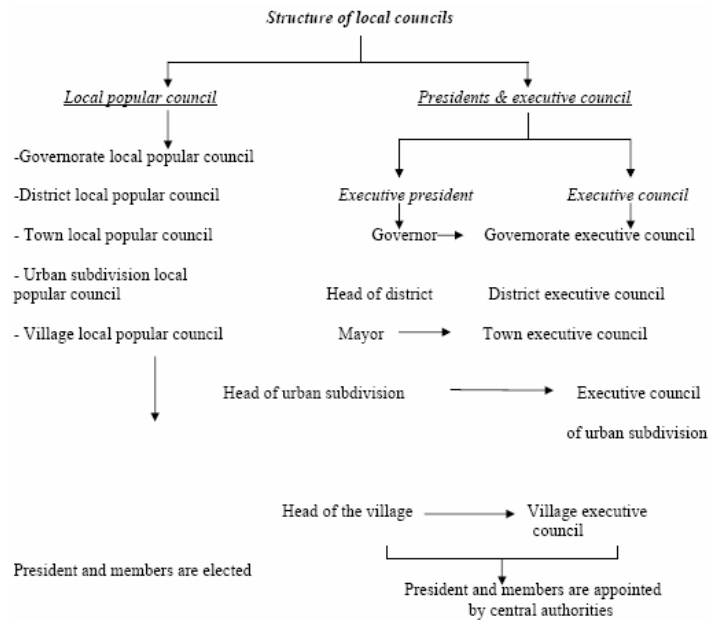 Structure of local councils
Local popular council
Presidents & executive council
-Governorate local popular council
-District local popular council
Executive president
Executive council
- Town local popular council
Governor
Governorate executive council
- Urban subdivision local
popular council
Head of district
District executive council
- Village local popular council
Mayor
Town executive council
Head of urban subdivision
Executive council
of urban subdivision
Head of the village
Village executive
council
President and members are elected
President and members are appointed
by central authorities